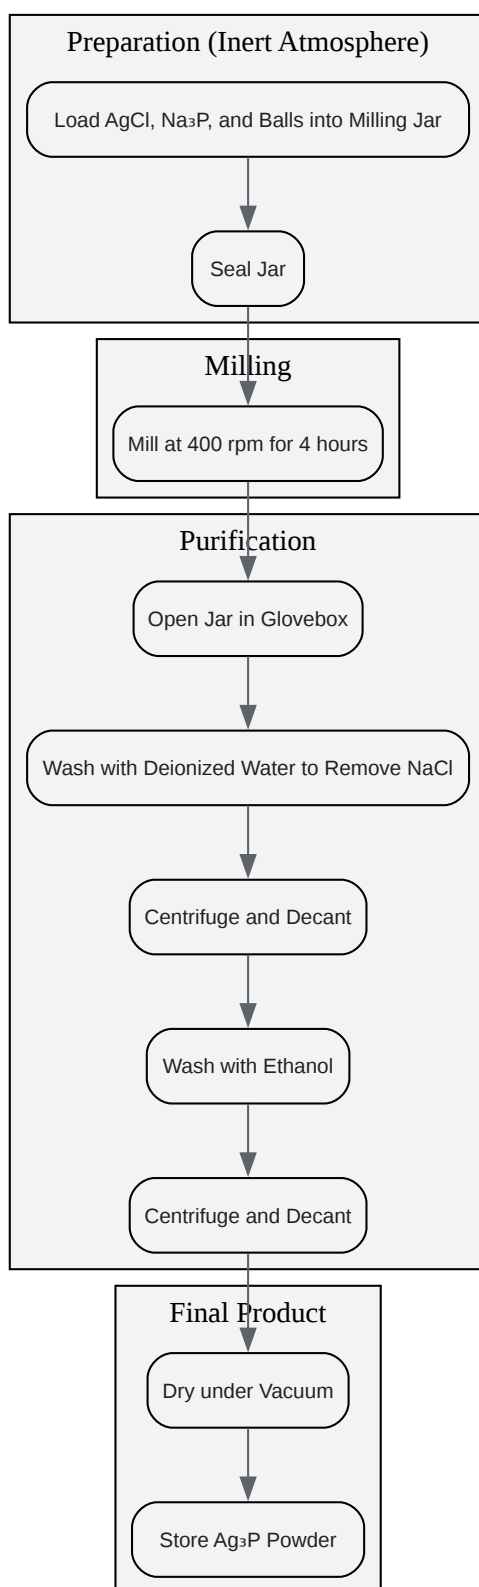 Preparation (Inert Atmosphere)
Load AgCl, Na₃P, and Balls into Milling Jar
Seal Jar
Milling
Mill at 400 rpm for 4 hours
Purification
Open Jar in Glovebox
Wash with Deionized Water to Remove NaCl
Centrifuge and Decant
Wash with Ethanol
Centrifuge and Decant
Final Product
Dry under Vacuum
Store Ag₃P Powder